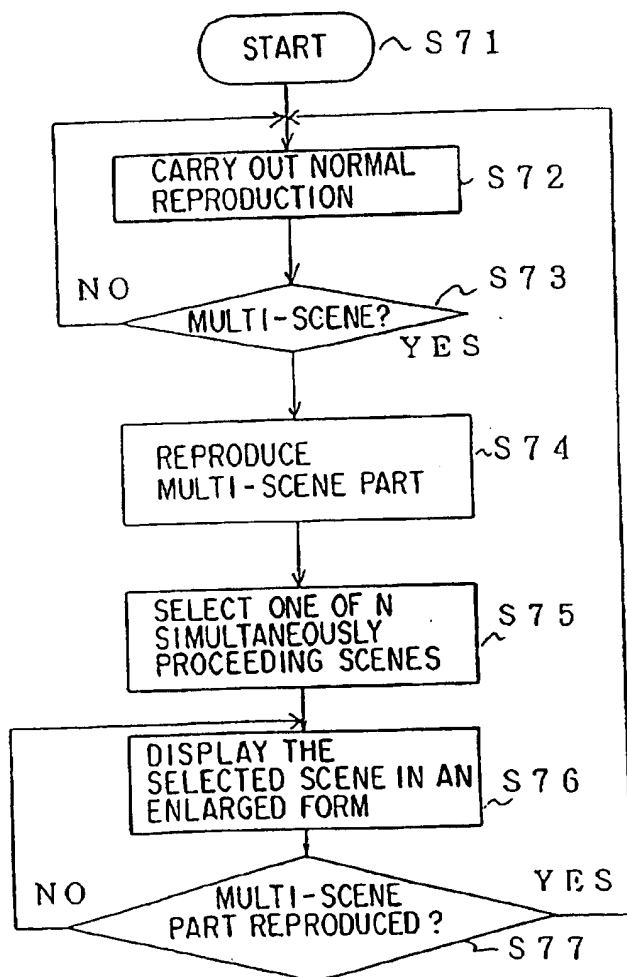 START
S71
CARRY OUT NORMAL
REPRODUCTION
S72
NO
S73
MULTI-SCENE?
YES
REPRODUCE
MULTI-SCENE PART
S74
SELECT ONE OF N
SIMULTANEOUSLY
PROCEEDING SCENES
S75
DISPLAY THE
SELECTED SCENE IN AN
ENLARGED FORM
S76
NO
MULTI-SCENE
PART REPRODUCED?
YES
S77